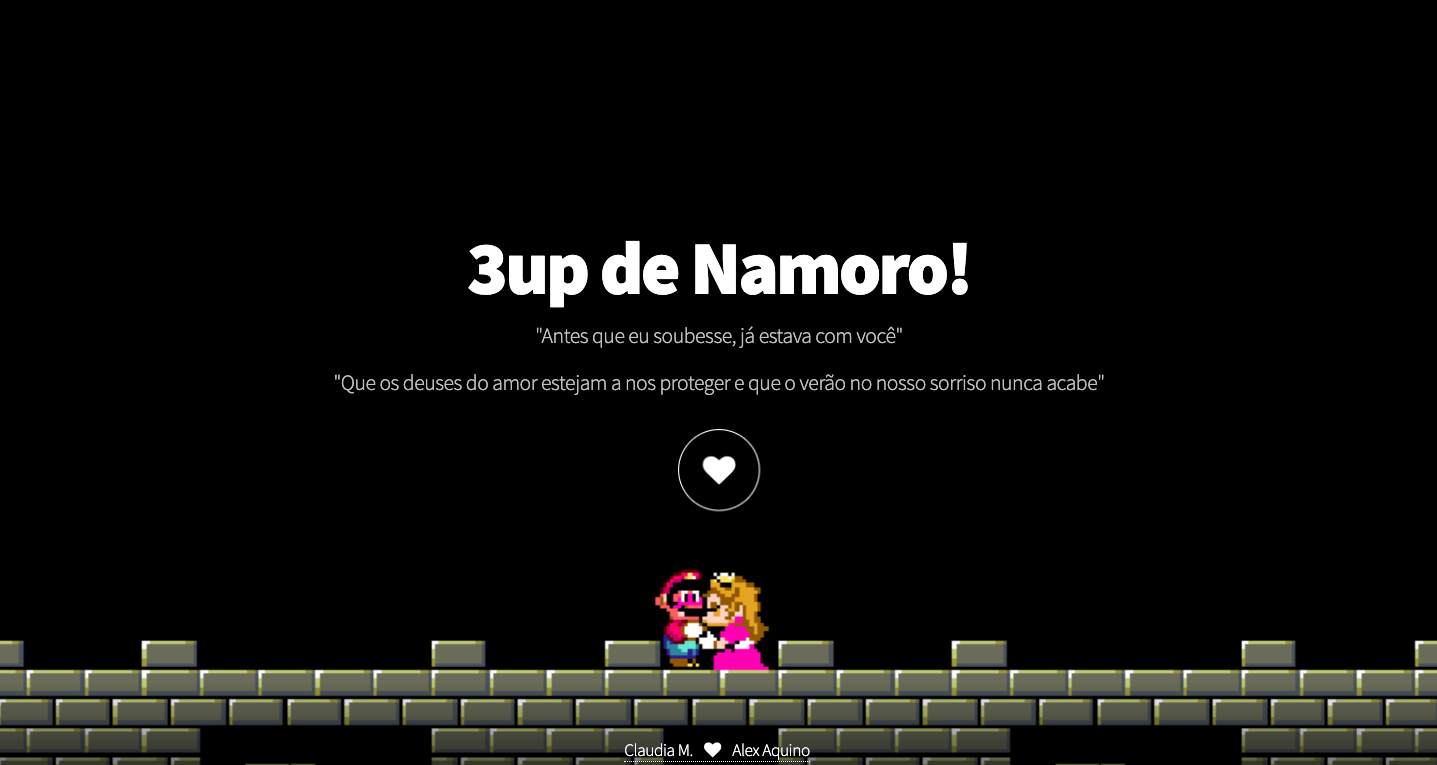 3up de Namoro!
"Antes que eu soubesse, já estava com você"
"Que os deuses do amor estejam a nos proteger e que o verão no nosso sorriso nunca acabe"
Claudia M. ♥ Alex Aquino